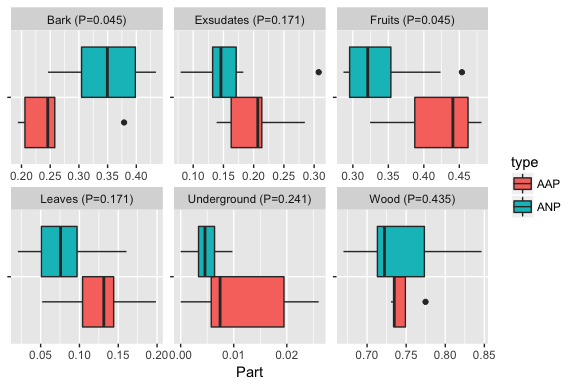 Bark (P=0.045) Exsudates (P=0.171) Fruits (P=0.045)
0.20 0.25 0.30 0.35 0.40 0.10 0.15 0.20 0.25 0.30 0.30 0.35 0.40 0.45
type
AAP
ANP
Leaves (P=0.171) Underground (P=0.241) Wood (P=0.435)
0.05 0.10 0.15 0.20 0.00 0.01 0.02 0.70 0.75 0.80 0.85
Part